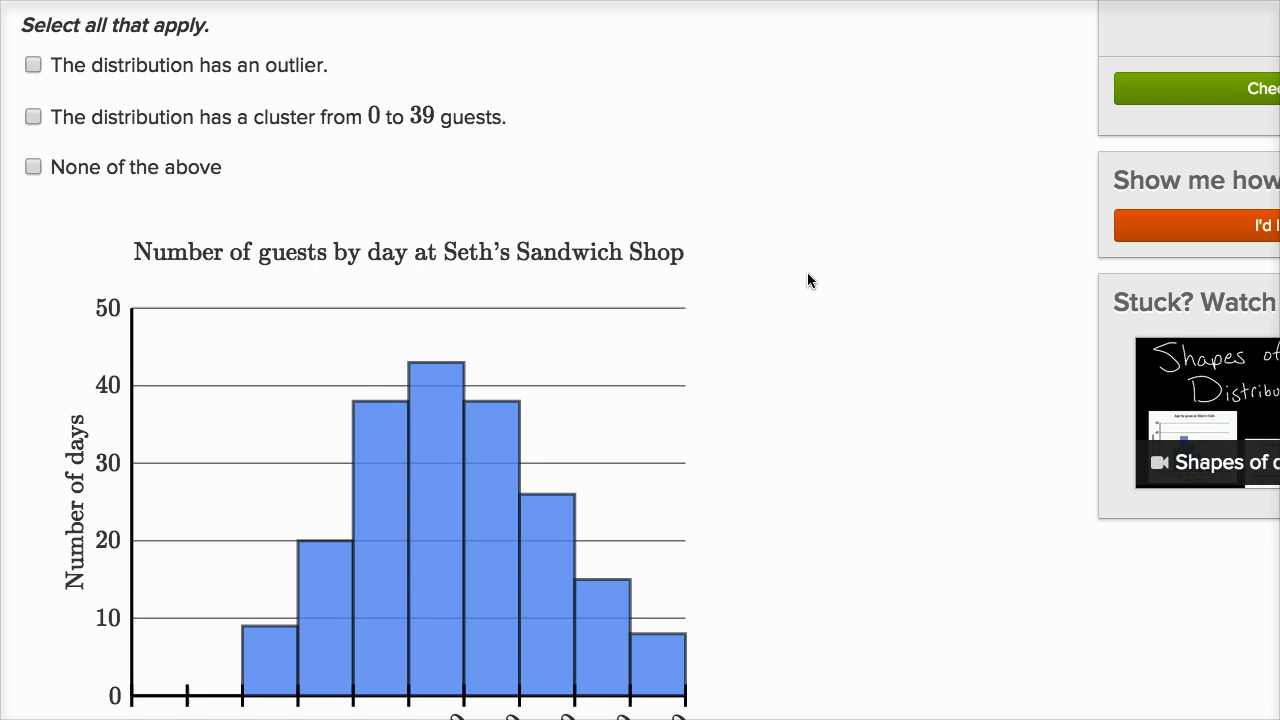 Select all that apply.
The distribution has an outlier.
The distribution has a cluster from 0 to 39 guests.
None of the above
Number of guests by day at Seth's Sandwich Shop
50
40
30
20
10
0
Number of days
Show me how
I'd
Stuck? Watch
Shapes of
Shapes of